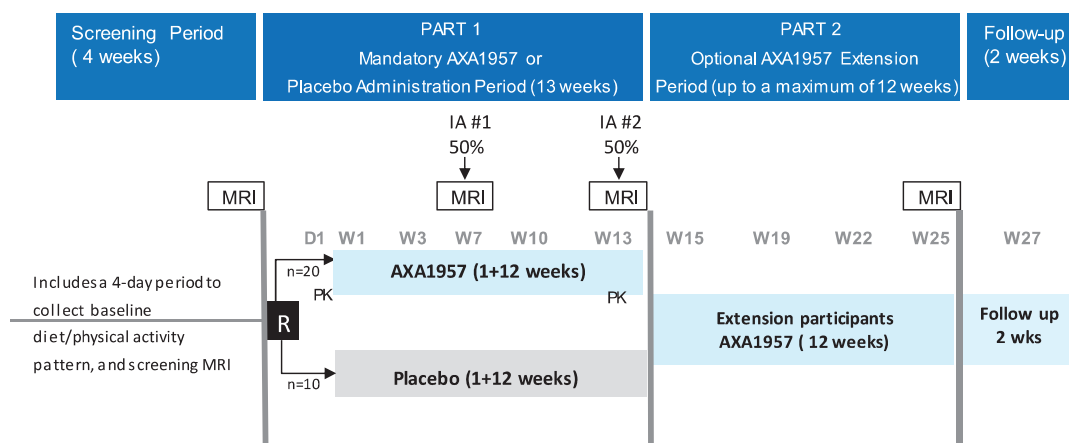 Screening Period
( 4 weeks)
PART 1
Mandatory AXA1957 or
Placebo Administration Period (13 weeks)
PART 2
Optional AXA1957 Extension
Period (up to a maximum of 12 weeks)
Follow-up
(2 weeks)
IA #1
50%
IA #2
50%
MRI
MRI
MRI
MRI
D1 W1 W3 W7 W10 W13 W15 W19 W22 W25 W27
n=20
AXA1957 (1+12 weeks)
PK
PK
Includes a 4-day period to
collect baseline
diet/physical activity
pattern, and screening MRI
R
n=10
Placebo (1+12 weeks)
Extension participants
AXA1957 ( 12 weeks)
Follow up
2 wks